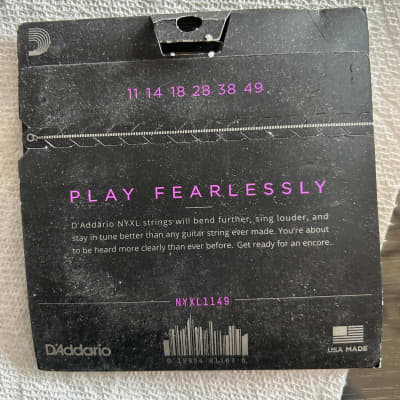 11 14 18 28 38 49
PLAY FEARLESSLY
D'Addario NYXL strings will bend further, sing louder, and
stay in tune better than any guitar string ever made. You're about
to be heard more clearly than ever before. Get ready for an encore.
NYXL1149
D'Addario
USA MADE